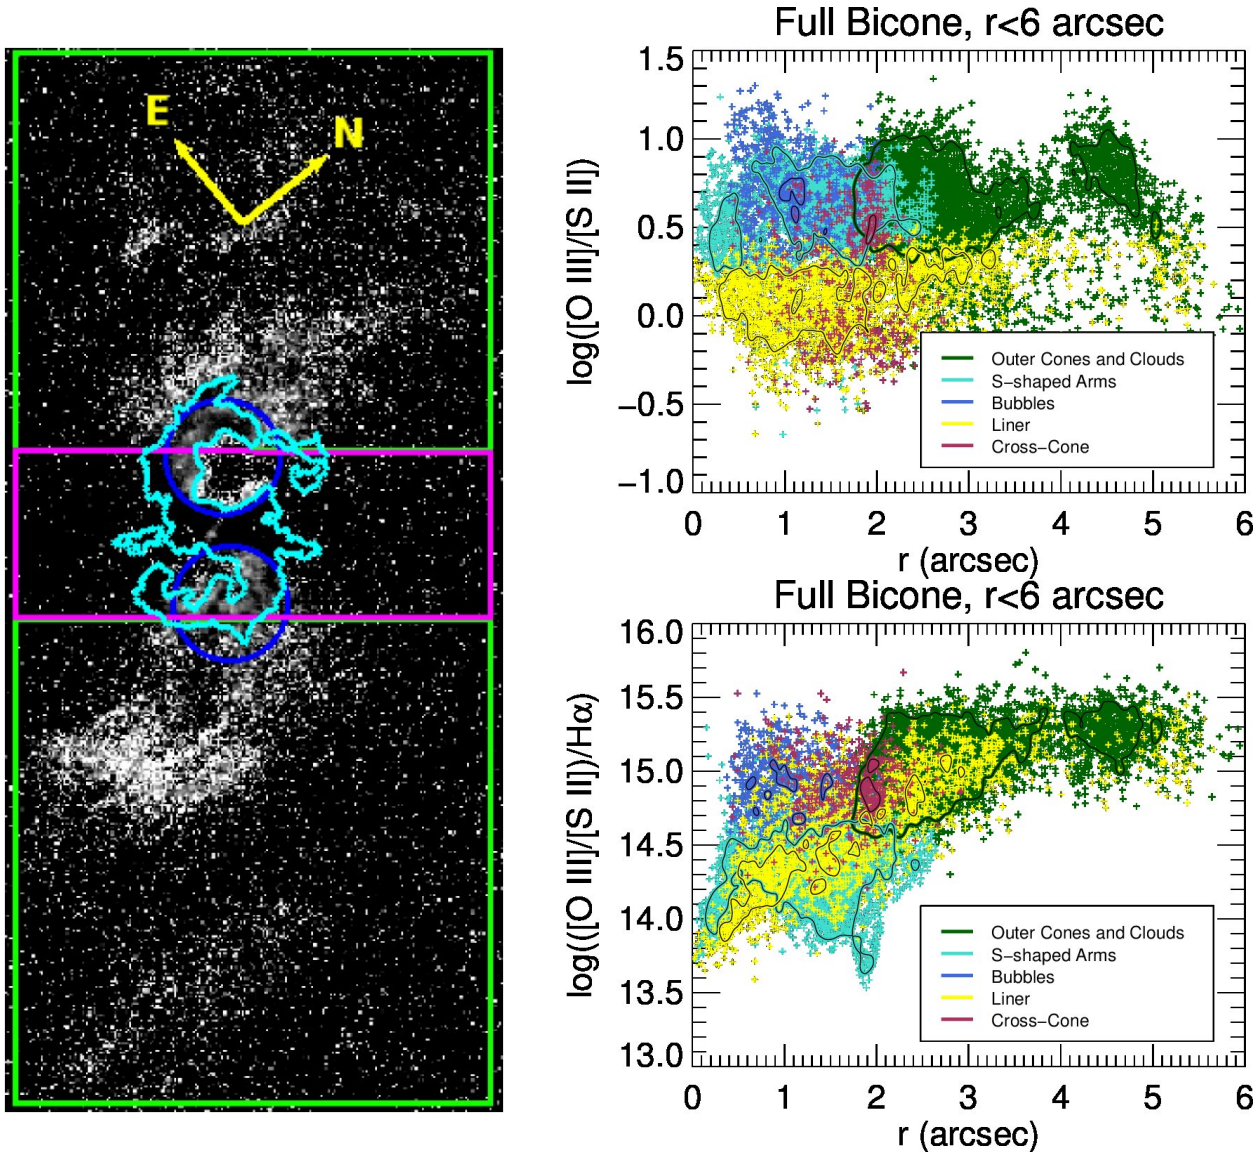 E
N
Full Bicone, r<6 arcsec
log([O III]/[S II])
1.5
1.0
0.5
0.0
−0.5
−1.0
Outer Cones and Clouds
S−shaped Arms
Bubbles
Liner
Cross−Cone
0 1 2 3 4 5 6
r (arcsec)
Full Bicone, r<6 arcsec
log(([O III]/[S II])/Hα)
16.0
15.5
15.0
14.5
14.0
13.5
13.0
Outer Cones and Clouds
S−shaped Arms
Bubbles
Liner
Cross−Cone
0 1 2 3 4 5 6
r (arcsec)